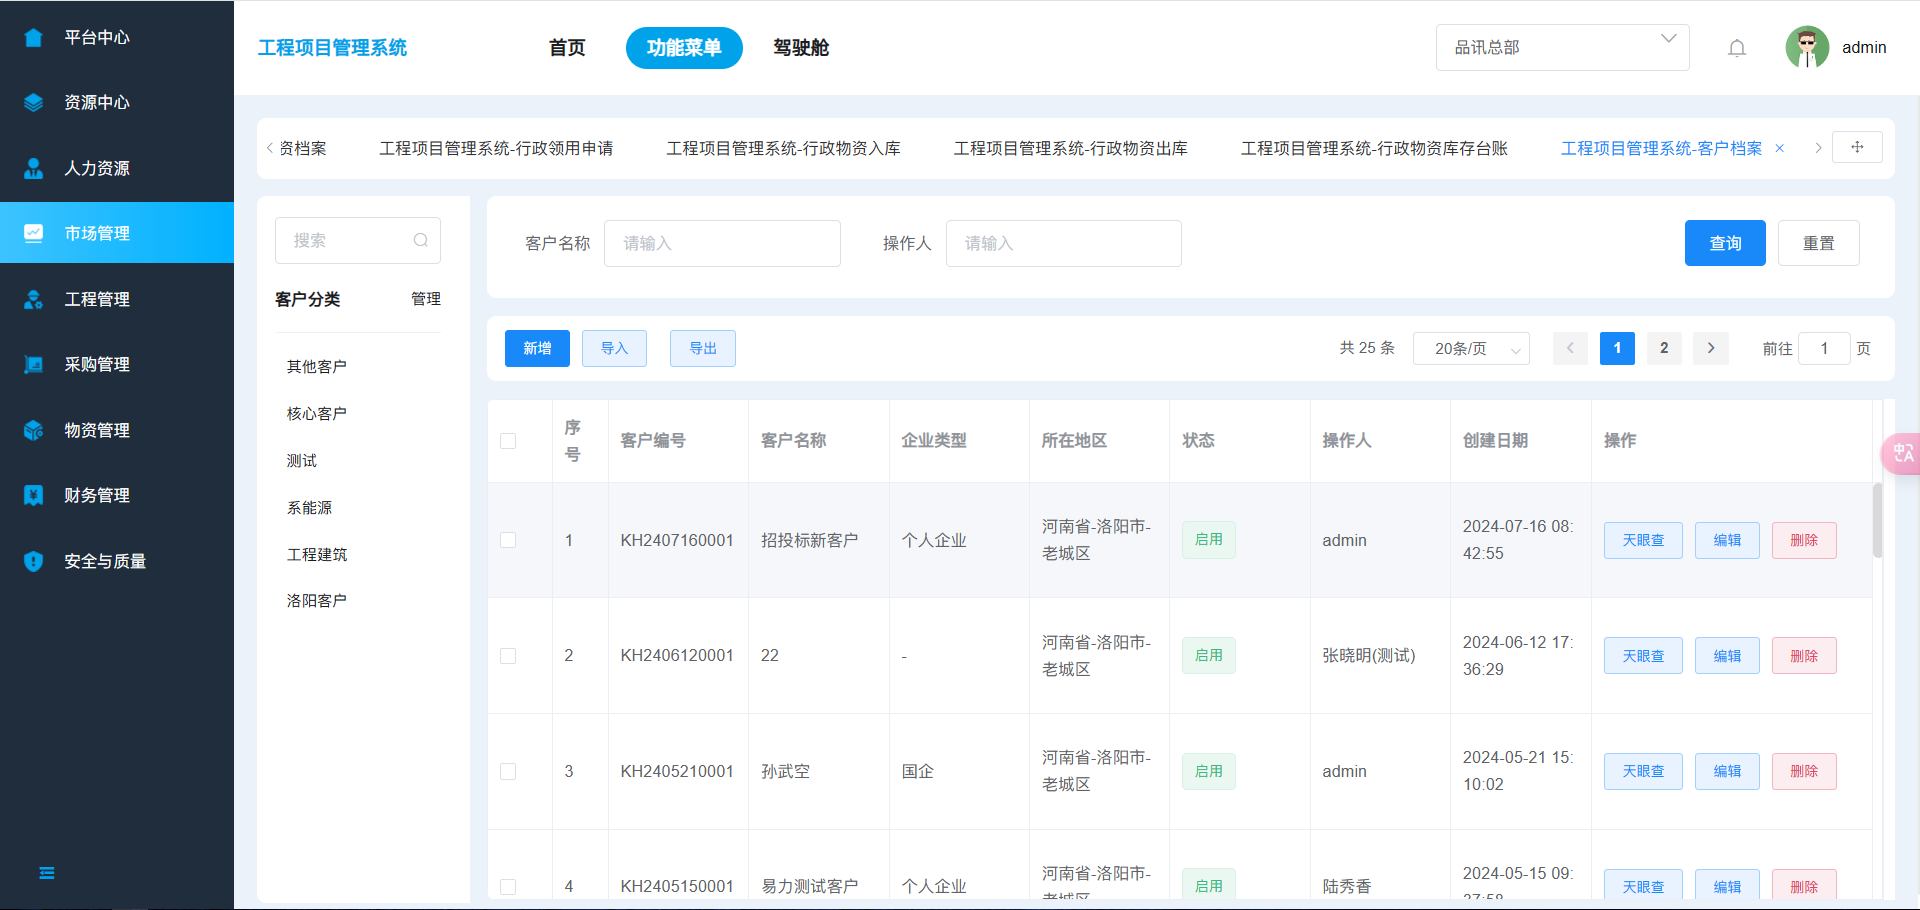 平台中心
资源中心
人力资源
市场管理
工程管理
采购管理
物资管理
财务管理
安全与质量
工程项目管理系统
首页
功能菜单
驾驶舱
品讯总部
admin
资档案
工程项目管理系统-行政领用申请
工程项目管理系统-行政物资入库
工程项目管理系统-行政物资出库
工程项目管理系统-行政物资库存台账
工程项目管理系统-客户档案
搜索
客户分类 管理
其他客户
核心客户
测试
系能源
工程建筑
洛阳客户
客户名称 请输入
操作人 请输入
查询
重置
新增
导入
导出
共 25 条
20条/页
1
2
前往 1 页
序号 客户编号 客户名称 企业类型 所在地区 状态 操作人 创建日期 操作
1 KH2407160001 招投标新客户 个人企业 河南省-洛阳市-老城区 启用 admin 2024-07-16 08:42:55 天眼查 编辑 删除
2 KH2406120001 22 - 河南省-洛阳市-老城区 启用 张晓明(测试) 2024-06-12 17:36:29 天眼查 编辑 删除
3 KH2405210001 孙武空 国企 河南省-洛阳市-老城区 启用 admin 2024-05-21 15:10:02 天眼查 编辑 删除
4 KH2405150001 易力测试客户 个人企业 河南省-洛阳市-老城区 启用 陆秀香 2024-05-15 09: 天眼查 编辑 删除